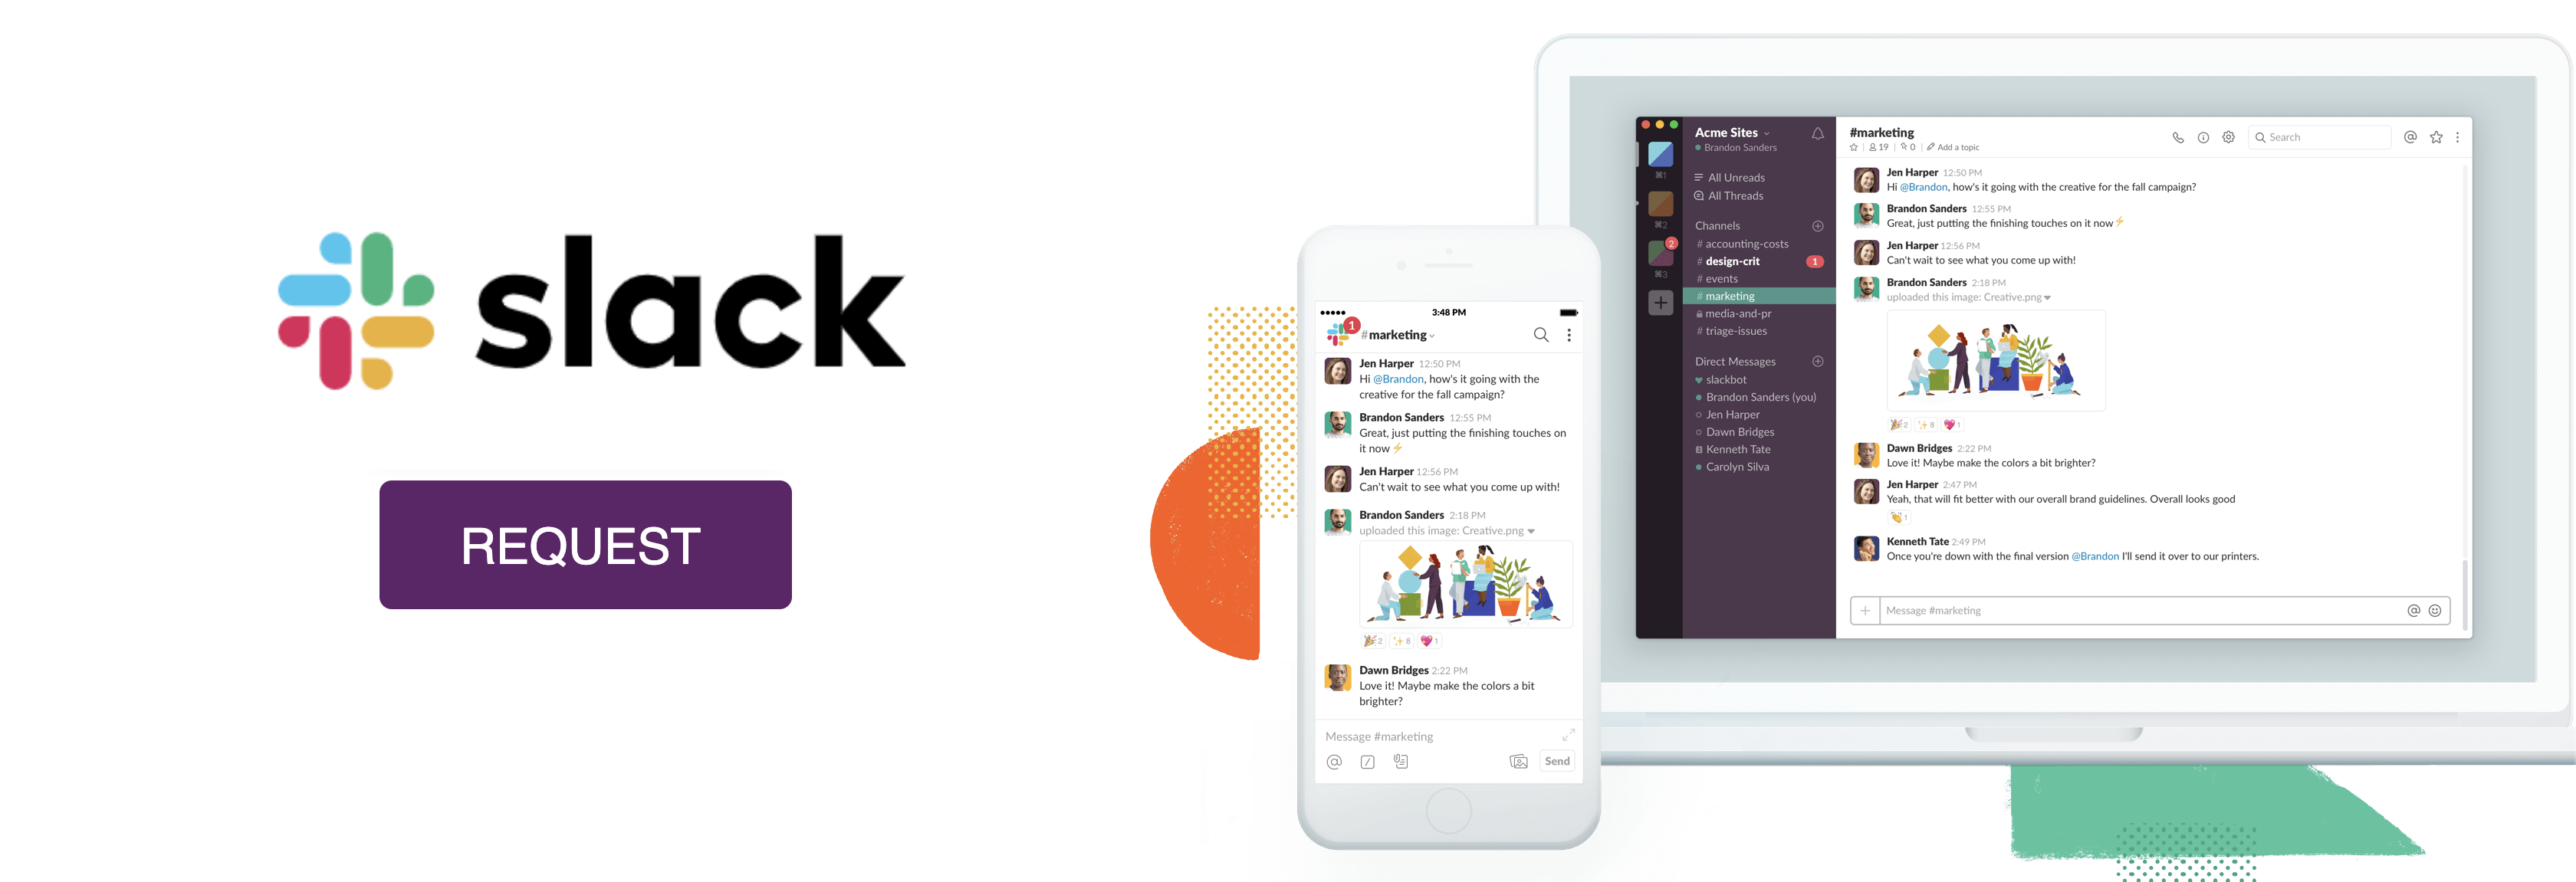 slack
REQUEST
3:48 PM
1
#marketing
Jen Harper 12:50 PM
Hi @Brandon, how's it going with the
creative for the fall campaign?
Brandon Sanders 12:55 PM
Great, just putting the finishing touches on
it now⚡
Jen Harper 12:56 PM
Can't wait to see what you come up with!
Brandon Sanders 2:18 PM
uploaded this image: Creative.png
2 8 1
Dawn Bridges 2:22 PM
Love it! Maybe make the colors a bit
brighter?
Message #marketing
Send
⌘1
⌘2
2
⌘3
Acme Sites
Brandon Sanders
All Unreads
All Threads
Channels
# accounting-costs
# design-crit 1
# events
# marketing
media-and-pr
# triage-issues
Direct Messages
slackbot
Brandon Sanders (you)
Jen Harper
Dawn Bridges
Kenneth Tate
Carolyn Silva
#marketing
19 | 0 | Add a topic
Search
Jen Harper 12:50 PM
Hi @Brandon, how's it going with the creative for the fall campaign?
Brandon Sanders 12:55 PM
Great, just putting the finishing touches on it now⚡
Jen Harper 12:56 PM
Can't wait to see what you come up with!
Brandon Sanders 2:18 PM
uploaded this image: Creative.png
2 8 1
Dawn Bridges 2:22 PM
Love it! Maybe make the colors a bit brighter?
Jen Harper 2:47 PM
Yeah, that will fit better with our overall brand guidelines. Overall looks good
1
Kenneth Tate 2:49 PM
Once you're down with the final version @Brandon I'll send it over to our printers.
Message #marketing